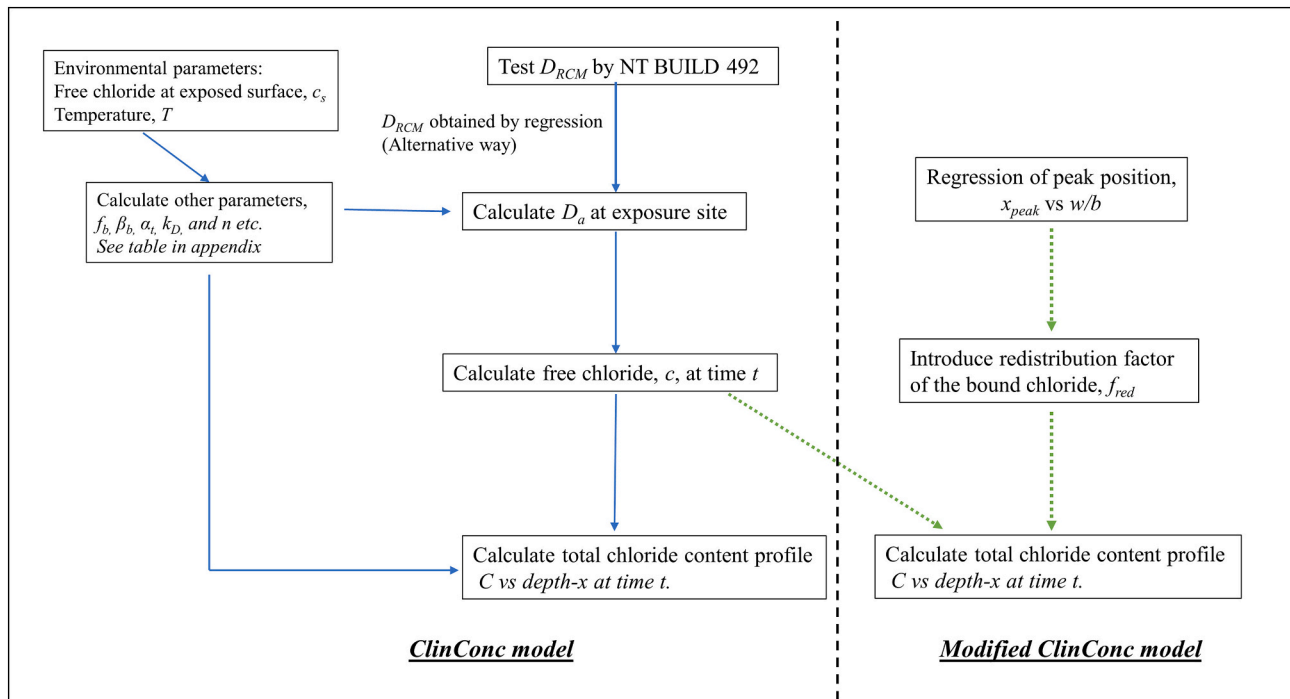 Environmental parameters:
Free chloride at exposed surface, cs
Temperature, T
Test DRCM by NT BUILD 492
DRCM obtained by regression
(Alternative way)
Calculate other parameters,
fb, βb, αt, kD, and n etc.
See table in appendix
Calculate Da at exposure site
Regression of peak position,
xpeak vs w/b
Calculate free chloride, c, at time t
Introduce redistribution factor
of the bound chloride, fred
Calculate total chloride content profile
C vs depth-x at time t.
Calculate total chloride content profile
C vs depth-x at time t.
ClinConc model
Modified ClinConc model